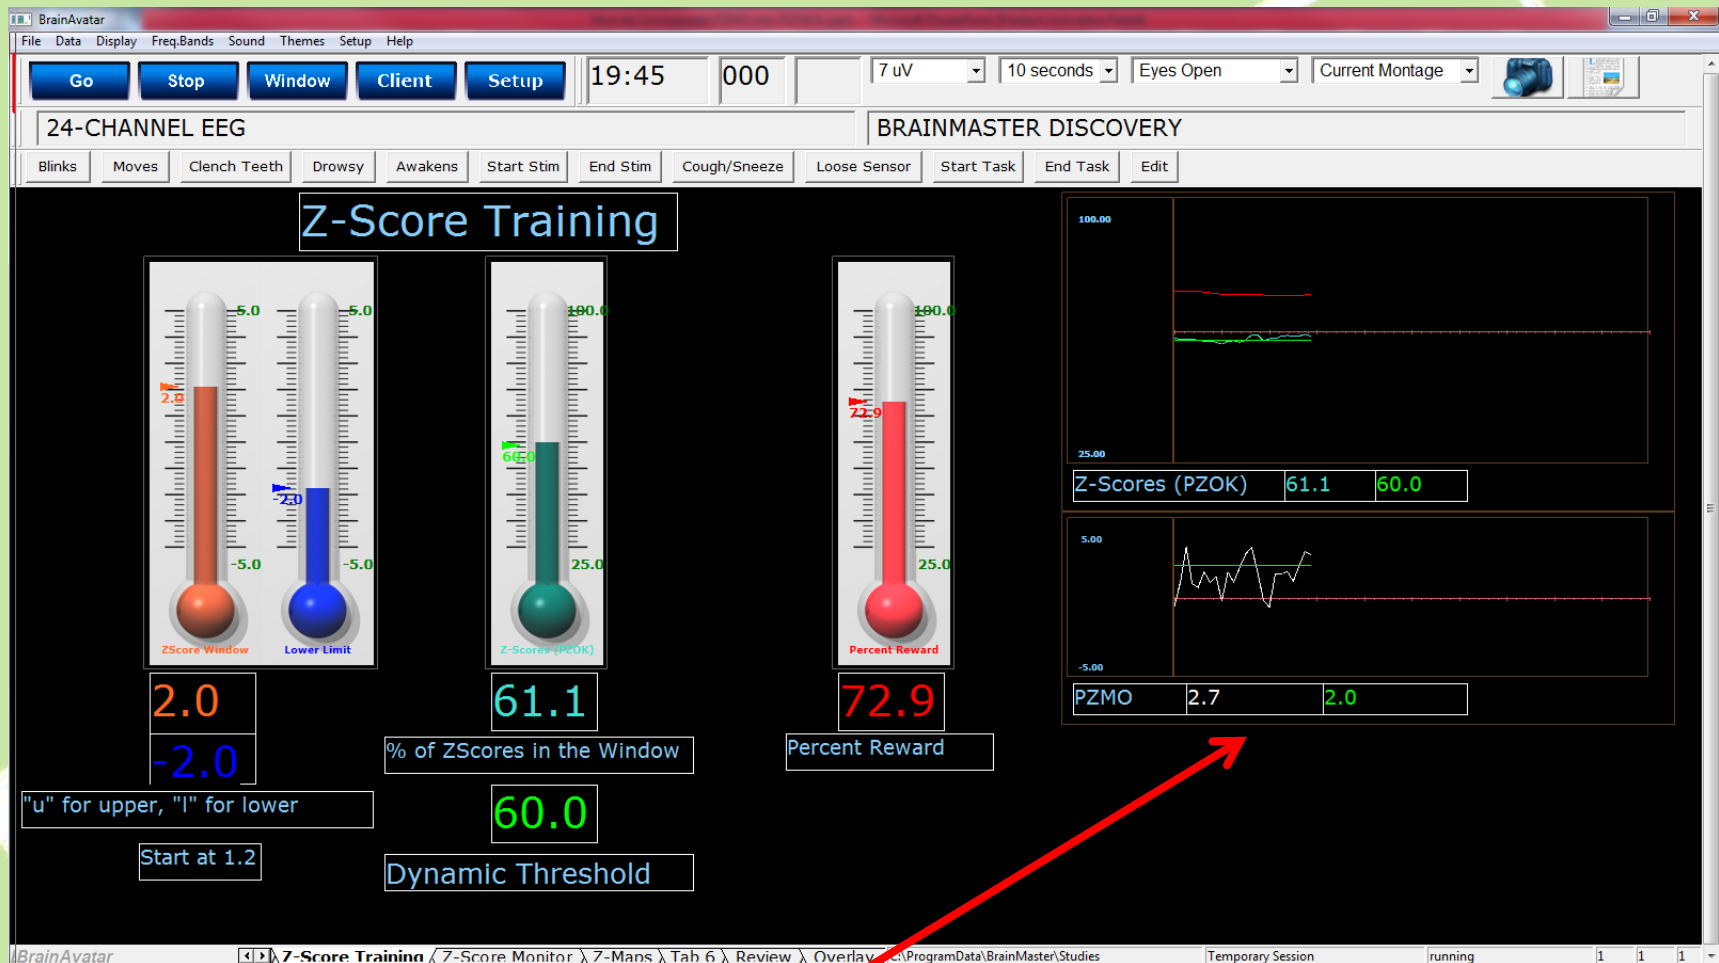 BrainAvatar
File Data Display Freq.Bands Sound Themes Setup Help
Go Stop Window Client Setup 19:45 000 7 uV 10 seconds Eyes Open Current Montage
24-CHANNEL EEG BRAINMASTER DISCOVERY
Blinks Moves Clench Teeth Drowsy Awakens Start Stim End Stim Cough/Sneeze Loose Sensor Start Task End Task Edit
Z-Score Training
5.0 5.0 100.0 100.0
2.0 -2.0 60.0 72.9
-5.0 -5.0 25.0 25.0
ZScore Window Lower Limit Z-Scores (PZOK) Percent Reward
2.0 61.1 72.9
-2.0 % of ZScores in the Window Percent Reward
"u" for upper, "l" for lower 60.0
Start at 1.2 Dynamic Threshold
100.00
25.00
Z-Scores (PZOK) 61.1 60.0
5.00
-5.00
PZMO 2.7 2.0
BrainAvatar Z-Score Training Z-Score Monitor Z-Maps Tab 6 Review Overlay :\ProgramData\BrainMaster\Studies Temporary Session running 1 1 1